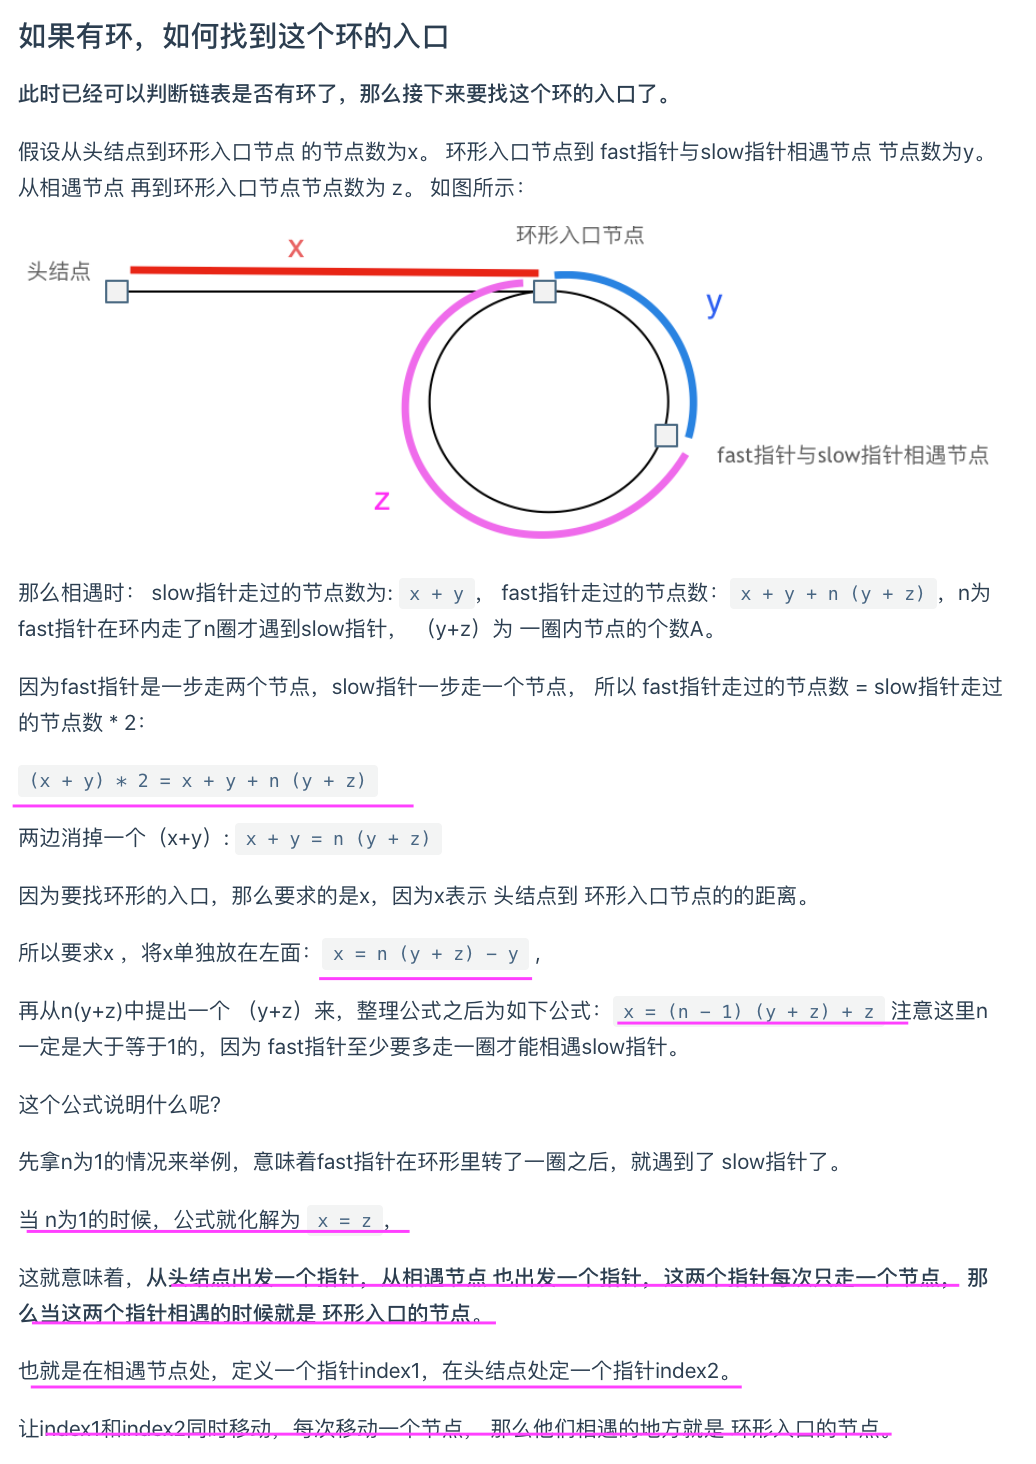 如果有环，如何找到这个环的入口
此时已经可以判断链表是否有环了，那么接下来要找这个环的入口了。
假设从头结点到环形入口节点 的节点数为x。 环形入口节点到 fast指针与slow指针相遇节点 节点数为y。
从相遇节点 再到环形入口节点节点数为 z。 如图所示：
环形入口节点
x
头结点
y
fast指针与slow指针相遇节点
z
那么相遇时： slow指针走过的节点数为: x + y ， fast指针走过的节点数： x + y + n (y + z) ，n为
fast指针在环内走了n圈才遇到slow指针， （y+z）为 一圈内节点的个数A。
因为fast指针是一步走两个节点，slow指针一步走一个节点， 所以 fast指针走过的节点数 = slow指针走过
的节点数 * 2：
(x + y) * 2 = x + y + n (y + z)
两边消掉一个（x+y）: x + y = n (y + z)
因为要找环形的入口，那么要求的是x，因为x表示 头结点到 环形入口节点的的距离。
所以要求x ，将x单独放在左面： x = n (y + z) - y ,
再从n(y+z)中提出一个 （y+z）来，整理公式之后为如下公式： x = (n - 1) (y + z) + z 注意这里n
一定是大于等于1的，因为 fast指针至少要多走一圈才能相遇slow指针。
这个公式说明什么呢?
先拿n为1的情况来举例，意味着fast指针在环形里转了一圈之后，就遇到了 slow指针了。
当 n为1的时候，公式就化解为 x = z ，
这就意味着，从头结点出发一个指针，从相遇节点 也出发一个指针，这两个指针每次只走一个节点， 那
么当这两个指针相遇的时候就是 环形入口的节点。
也就是在相遇节点处，定义一个指针index1，在头结点处定一个指针index2。
让index1和index2同时移动，每次移动一个节点， 那么他们相遇的地方就是 环形入口的节点。